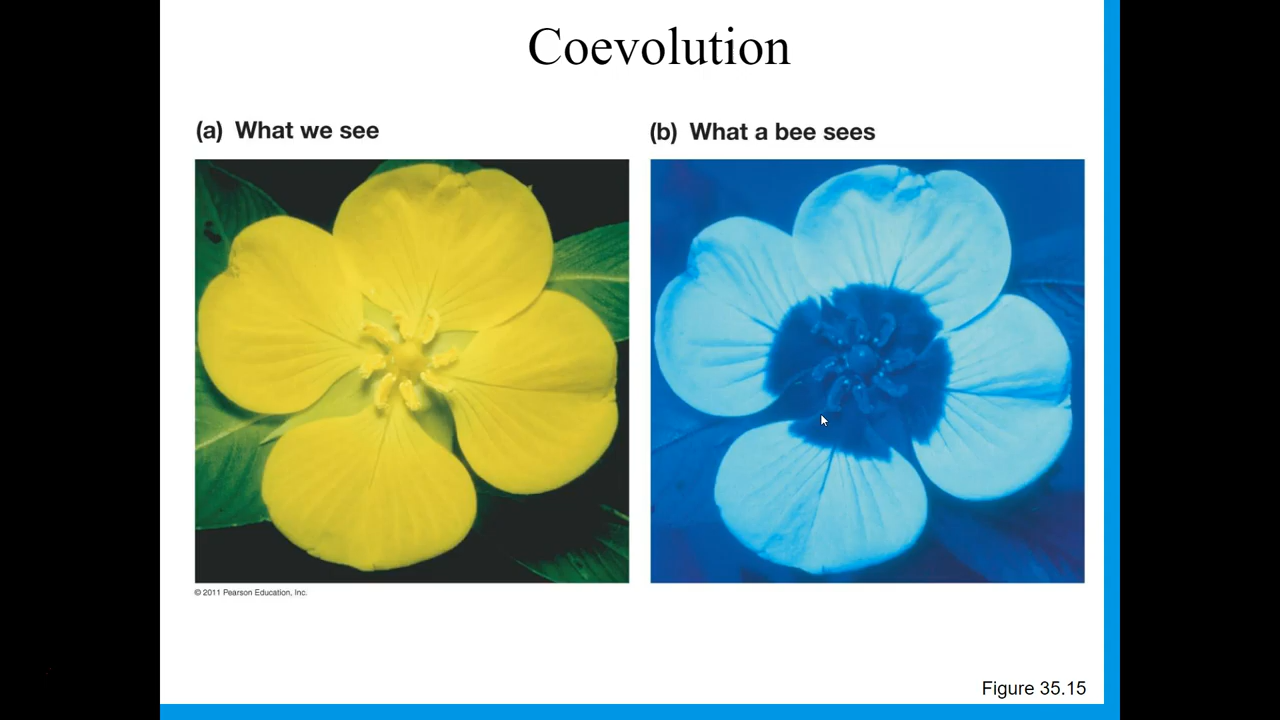 Coevolution
(a) What we see
(b) What a bee sees
© 2011 Pearson Education, Inc.
Figure 35.15